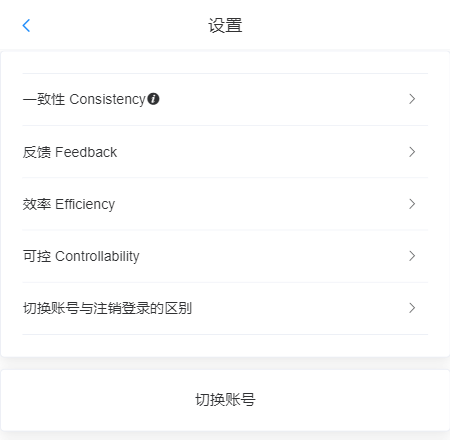 设置
一致性 Consistency
反馈 Feedback
效率 Efficiency
可控 Controllability
切换账号与注销登录的区别
切换账号